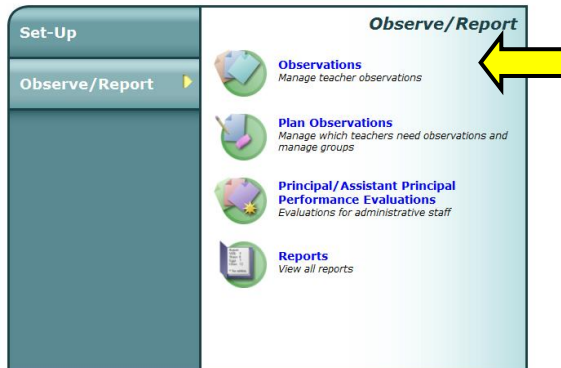 Set-Up
Observe/Report
Observe/Report
Observations
Manage teacher observations
Plan Observations
Manage which teachers need observations and
manage groups
Principal/Assistant Principal
Performance Evaluations
Evaluations for administrative staff
Reports
View all reports